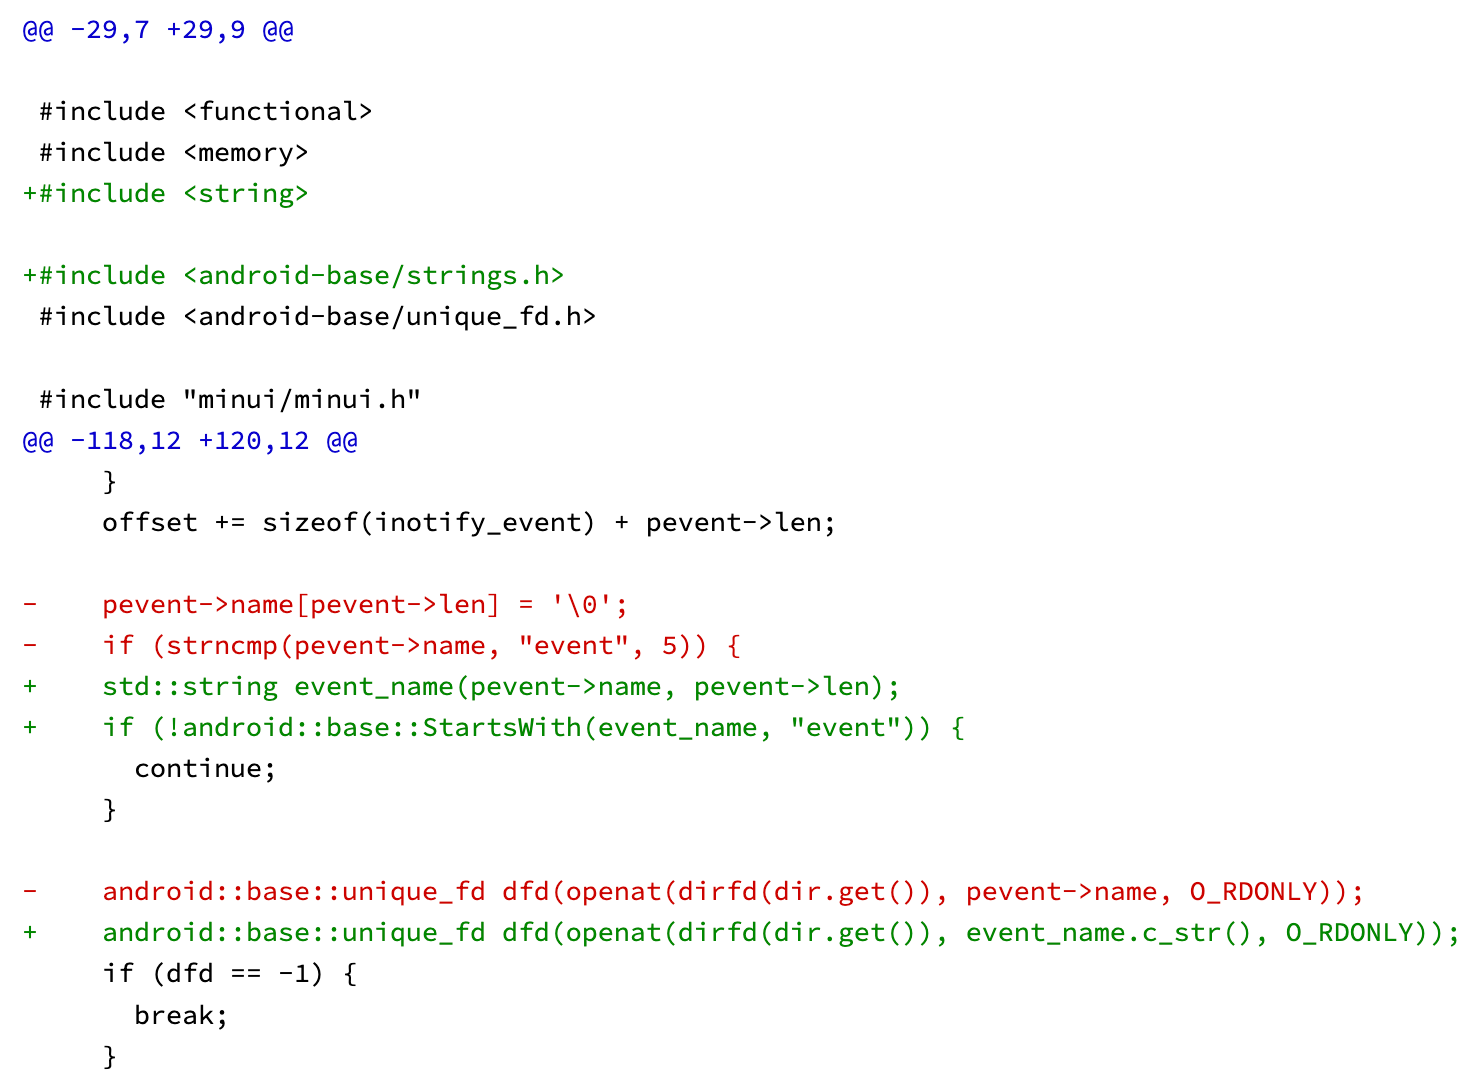 @@ -29,7 +29,9 @@
 #include <functional>
 #include <memory>
+#include <string>
+#include <android-base/strings.h>
 #include <android-base/unique_fd.h>
 #include "minui/minui.h"
@@ -118,12 +120,12 @@
     }
     offset += sizeof(inotify_event) + pevent->len;
-    pevent->name[pevent->len] = '\0';
-    if (strncmp(pevent->name, "event", 5)) {
+    std::string event_name(pevent->name, pevent->len);
+    if (!android::base::StartsWith(event_name, "event")) {
       continue;
     }
-    android::base::unique_fd dfd(openat(dirfd(dir.get()), pevent->name, O_RDONLY));
+    android::base::unique_fd dfd(openat(dirfd(dir.get()), event_name.c_str(), O_RDONLY));
     if (dfd == -1) {
       break;
     }